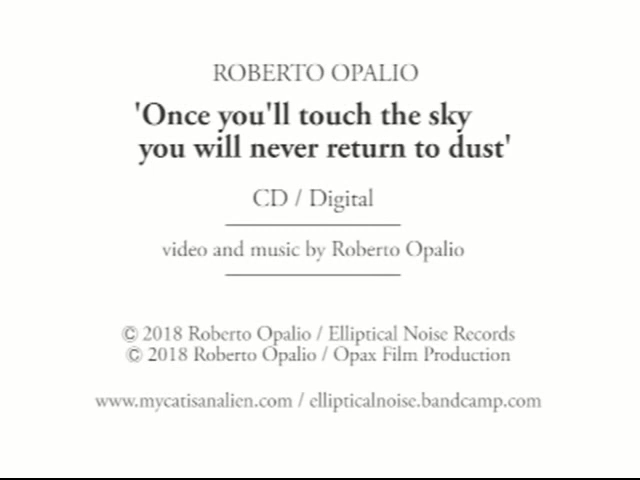 ROBERTO OPALIO
'Once you'll touch the sky
you will never return to dust'
CD / Digital
video and music by Roberto Opalio
© 2018 Roberto Opalio / Elliptical Noise Records
© 2018 Roberto Opalio / Opax Film Production
www.mycatisanalien.com / ellipticalnoise.bandcamp.com